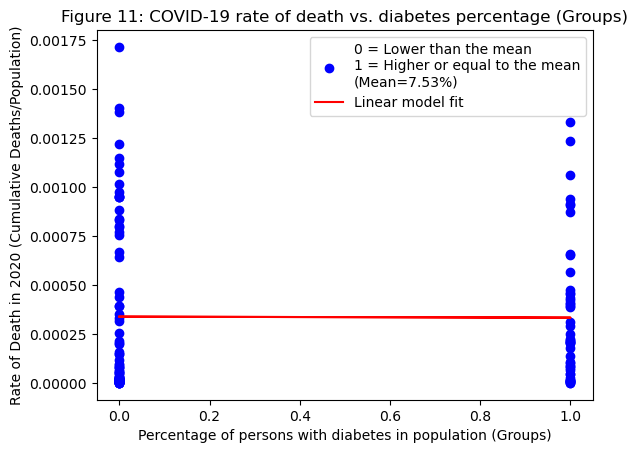 Figure 11: COVID-19 rate of death vs. diabetes percentage (Groups)
Rate of Death in 2020 (Cumulative Deaths/Population)
0.00175
0.00150
0.00125
0.00100
0.00075
0.00050
0.00025
0.00000
0 = Lower than the mean
1 = Higher or equal to the mean
(Mean=7.53%)
Linear model fit
0.0 0.2 0.4 0.6 0.8 1.0
Percentage of persons with diabetes in population (Groups)